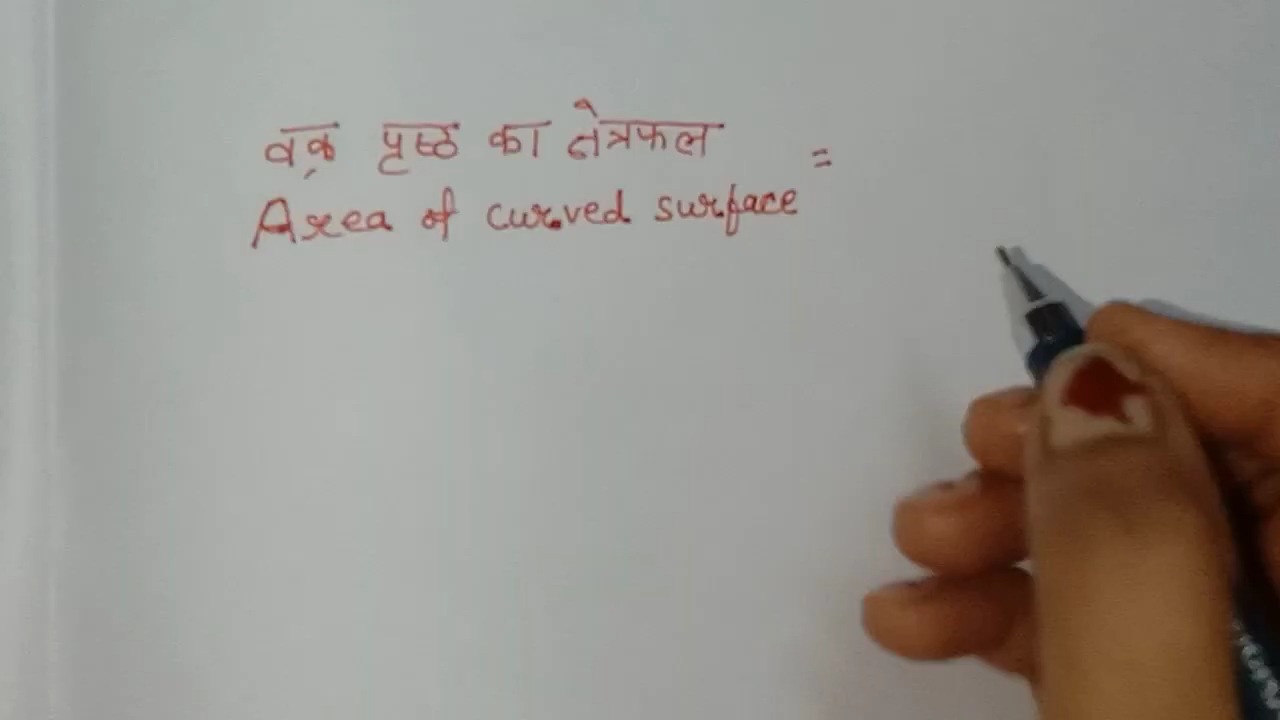 वक्र पृष्ठ का क्षेत्रफल =
Area of curved surface